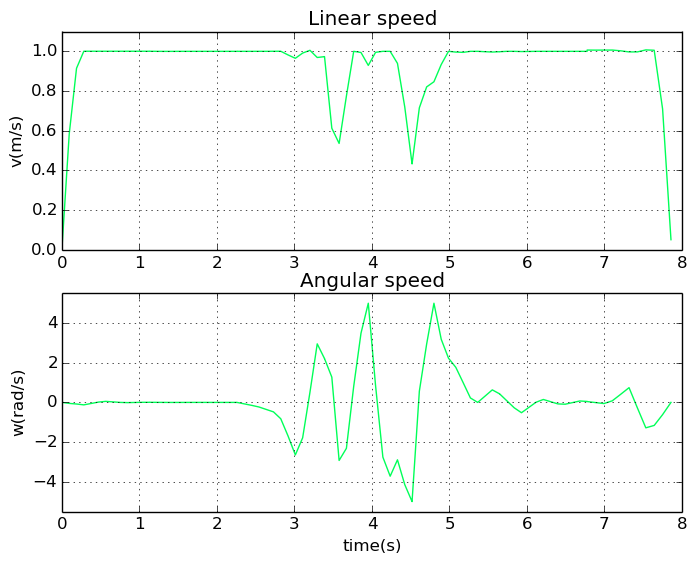 Linear speed
1.0
0.8
0.6
0.4
0.2
0.0
v(m/s)
0 1 2 3 4 5 6 7 8
Angular speed
4
2
0
−2
−4
w(rad/s)
0 1 2 3 4 5 6 7 8
time(s)